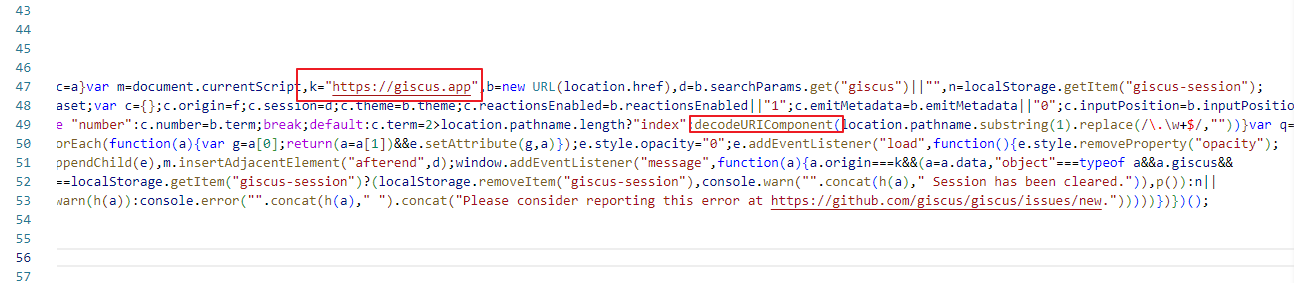 43
44
45
46
47 c=a}var m=document.currentScript,k="https://giscus.app",b=new URL(location.href),d=b.searchParams.get("giscus")||"",n=localStorage.getItem("giscus-session");
48 aset;var c={};c.origin=f;c.session=d;c.theme=b.theme;c.reactionsEnabled=b.reactionsEnabled||"1";c.emitMetadata=b.emitMetadata||"0";c.inputPosition=b.inputPositio
49 e "number":c.number=b.term;break;default:c.term=2>location.pathname.length?"index":decodeURIComponent(location.pathname.substring(1).replace(/\.\w+$/,""))}var q=
50 orEach(function(a){var g=a[0];return(a=a[1])&&e.setAttribute(g,a)});e.style.opacity="0";e.addEventListener("load",function(){e.style.removeProperty("opacity");
51 ppendChild(e),m.insertAdjacentElement("afterend",d);window.addEventListener("message",function(a){a.origin===k&&(a=a.data,"object"===typeof a&&a.giscus&&
52 ==localStorage.getItem("giscus-session")?(localStorage.removeItem("giscus-session"),console.warn("".concat(h(a)," Session has been cleared.")),p()):n||
53 warn(h(a)):console.error("".concat(h(a)," ").concat("Please consider reporting this error at https://github.com/giscus/giscus/issues/new.")))))})})();
54
55
56
57